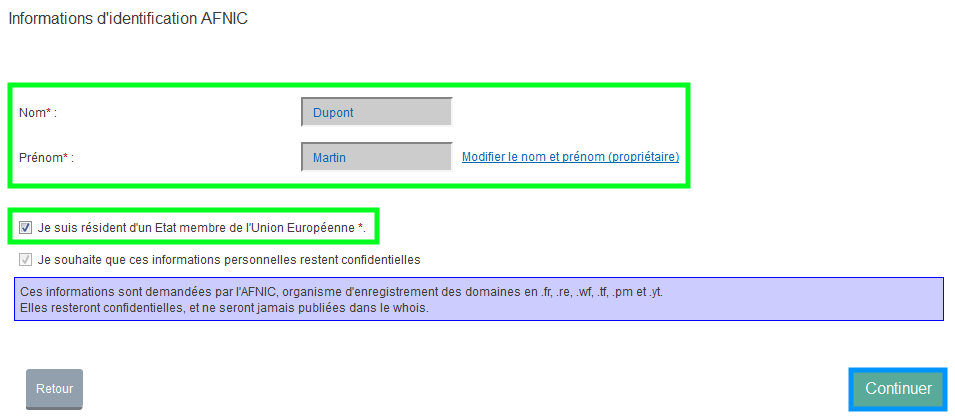 Informations d'identification AFNIC
Nom* : Dupont
Prénom* : Martin Modifier le nom et prénom (propriétaire)
Je suis résident d'un Etat membre de l'Union Européenne *.
Je souhaite que ces informations personnelles restent confidentielles
Ces informations sont demandées par l'AFNIC, organisme d'enregistrement des domaines en .fr, .re, .wf, .tf, .pm et .yt.
Elles resteront confidentielles, et ne seront jamais publiées dans le whois.
Retour Continuer